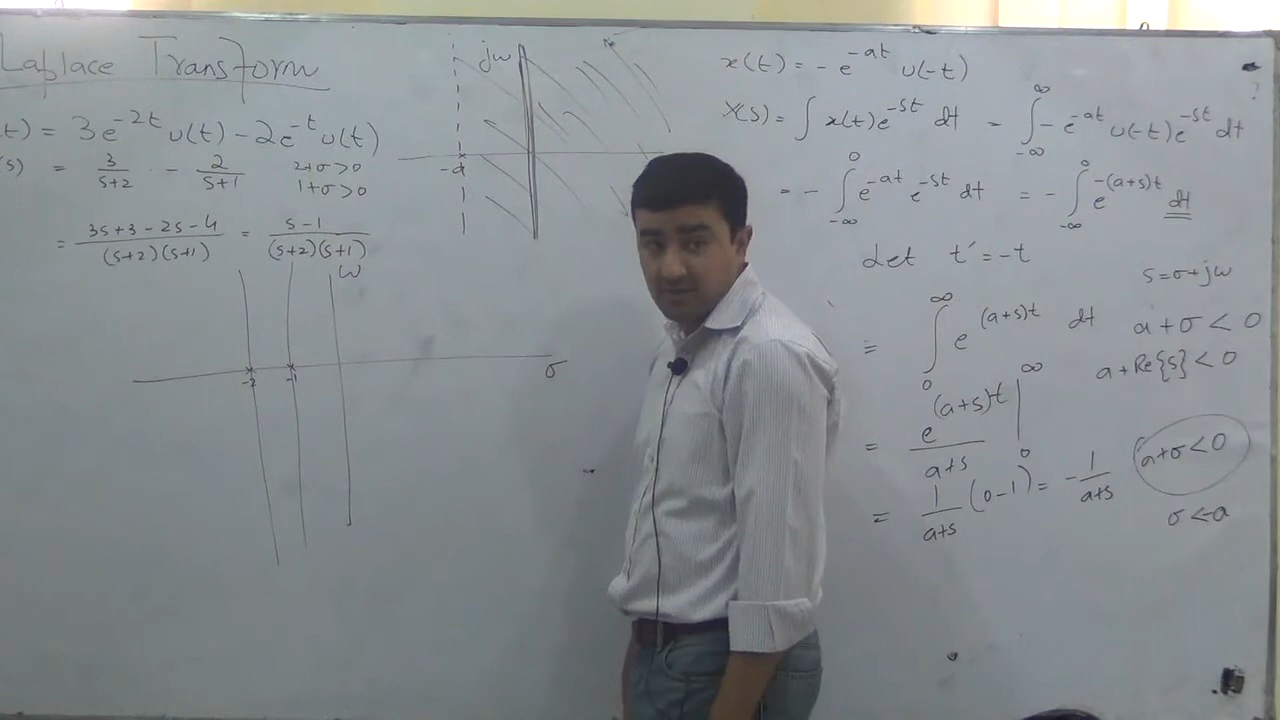 Laplace Transform
(t) = 3e^{-2t} u(t) - 2e^{-t} u(t)
(s) = 3/(s+2) - 2/(s+1)
2+σ>0
1+σ>0
= (3s+3-2s-4)/((s+2)(s+1)) = (s-1)/((s+2)(s+1))
ω
-2 -1
σ
jω
-a
x(t) = - e^{-at} u(-t)
X(s) = ∫ x(t)e^{-st} dt = ∫_{-∞}^{∞} - e^{-at} u(-t) e^{-st} dt
= - ∫_{-∞}^{0} e^{-at} e^{-st} dt = - ∫_{-∞}^{0} e^{-(a+s)t} dt
Let t' = -t
s=σ+jω
= ∫_{0}^{∞} e^{(a+s)t} dt
a+σ < 0
a+Re{s} < 0
= e^{(a+s)t}/(a+s) |_{0}^{∞}
a+σ<0
= 1/(a+s) (0-1) = - 1/(a+s)
σ<-a